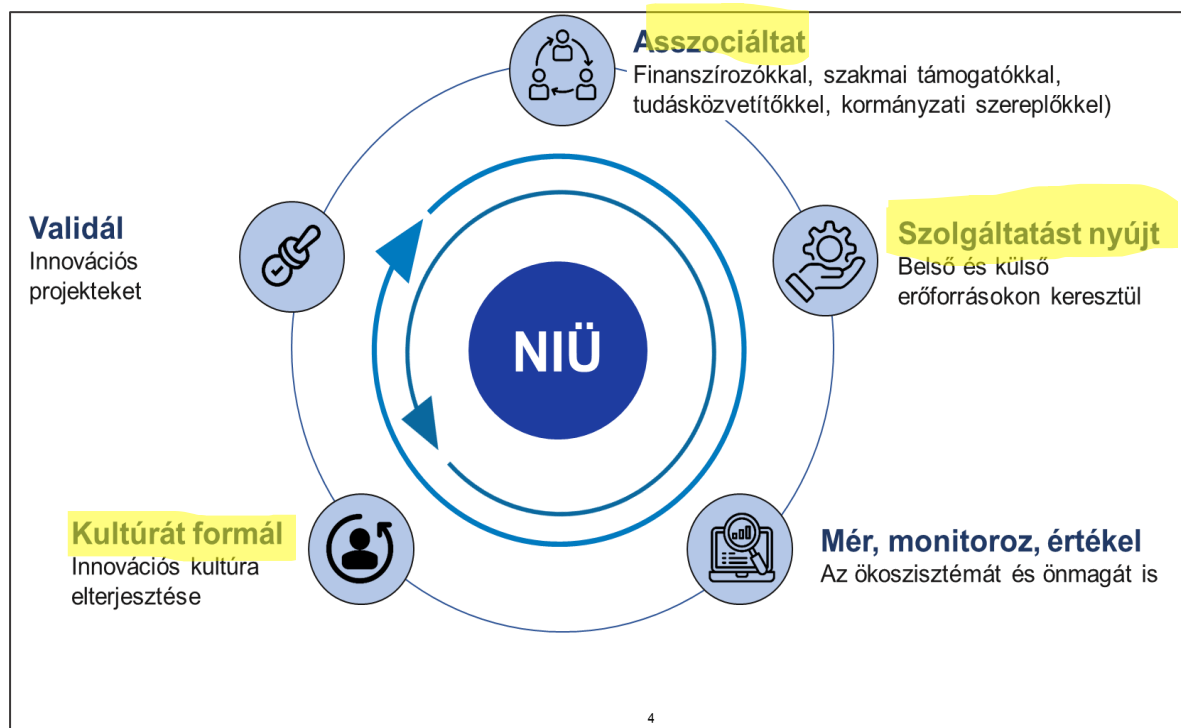 Asszociáltat
Finanszírozókkal, szakmai támogatókkal,
tudásközvetítőkkel, kormányzati szereplőkkel)
Validál
Innovációs
projekteket
Szolgáltatást nyújt
Belső és külső
erőforrásokon keresztül
NIÜ
Kultúrát formál
Innovációs kultúra
elterjesztése
Mér, monitoroz, értékel
Az ökoszisztémát és önmagát is
4